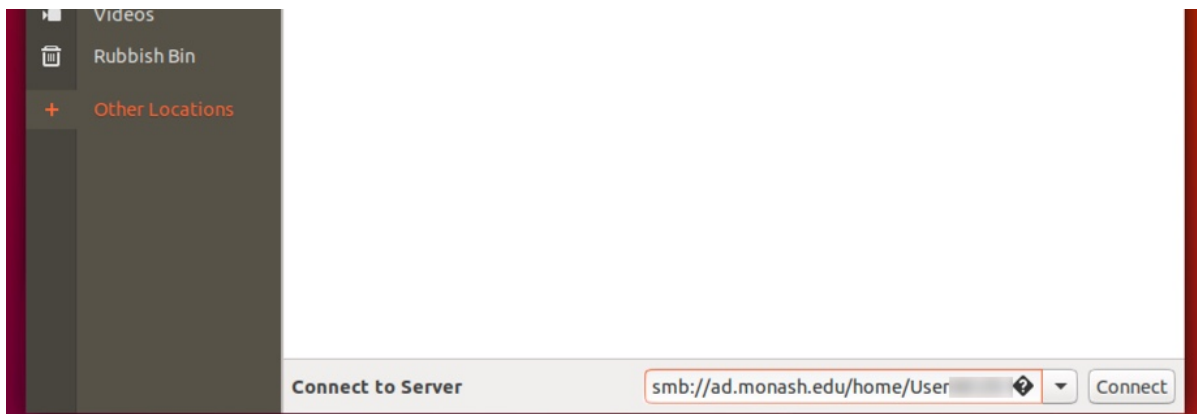 Videos
Rubbish Bin
+ Other Locations
Connect to Server smb://ad.monash.edu/home/User � Connect